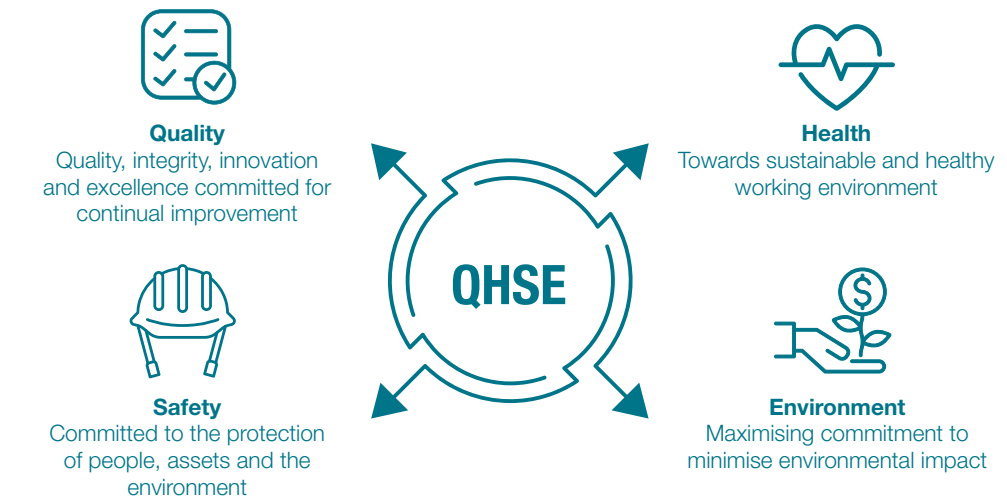 Quality
Quality, integrity, innovation
and excellence committed for
continual improvement
Health
Towards sustainable and healthy
working environment
QHSE
Safety
Committed to the protection
of people, assets and the
environment
$
Environment
Maximising commitment to
minimise environmental impact